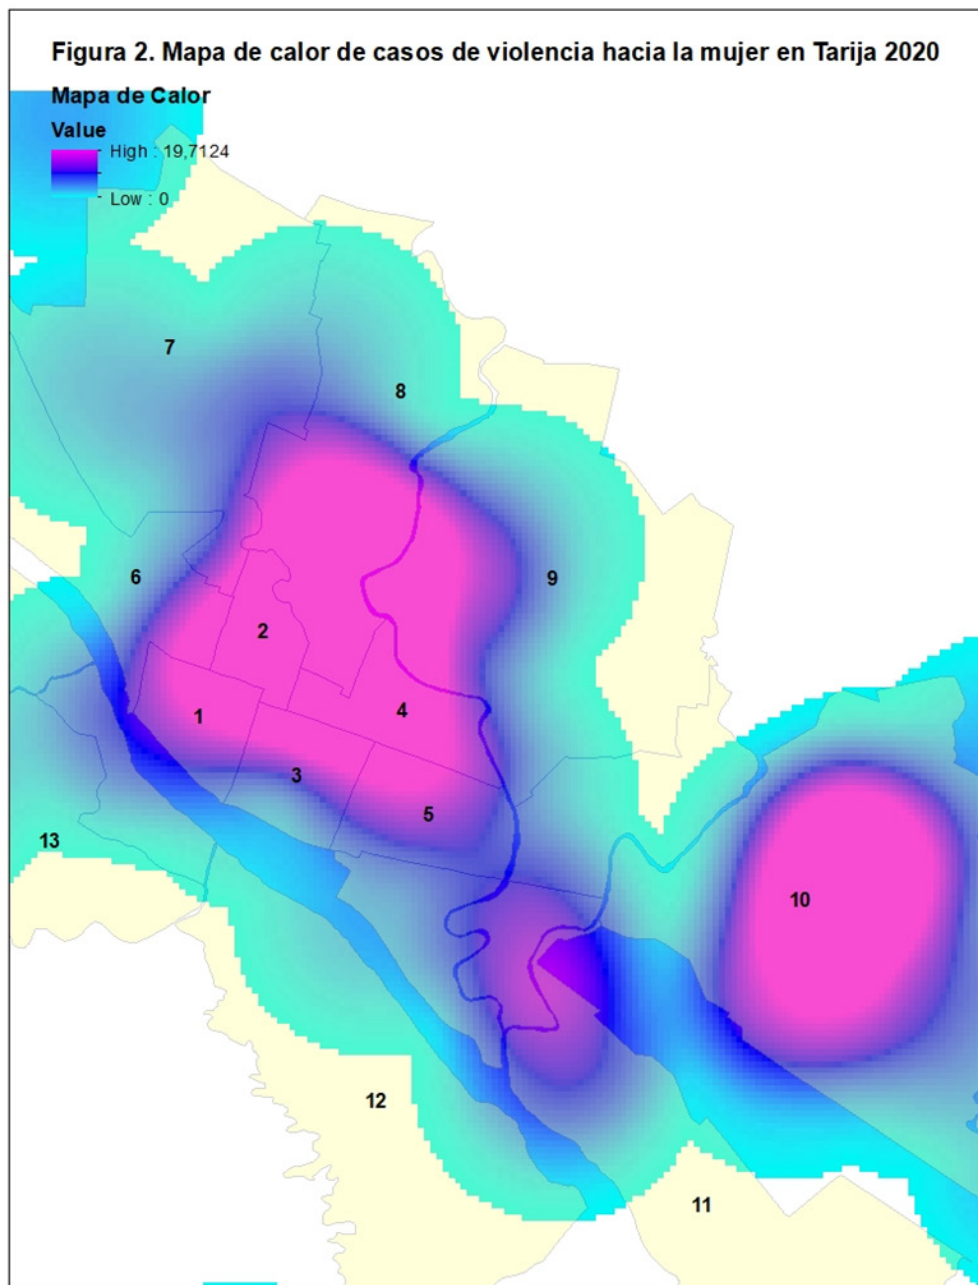 Figura 2. Mapa de calor de casos de violencia hacia la mujer en Tarija 2020
Mapa de Calor
Value
High : 19,7124
Low : 0
7
8
6
9
2
1
4
3
5
13
10
12
11